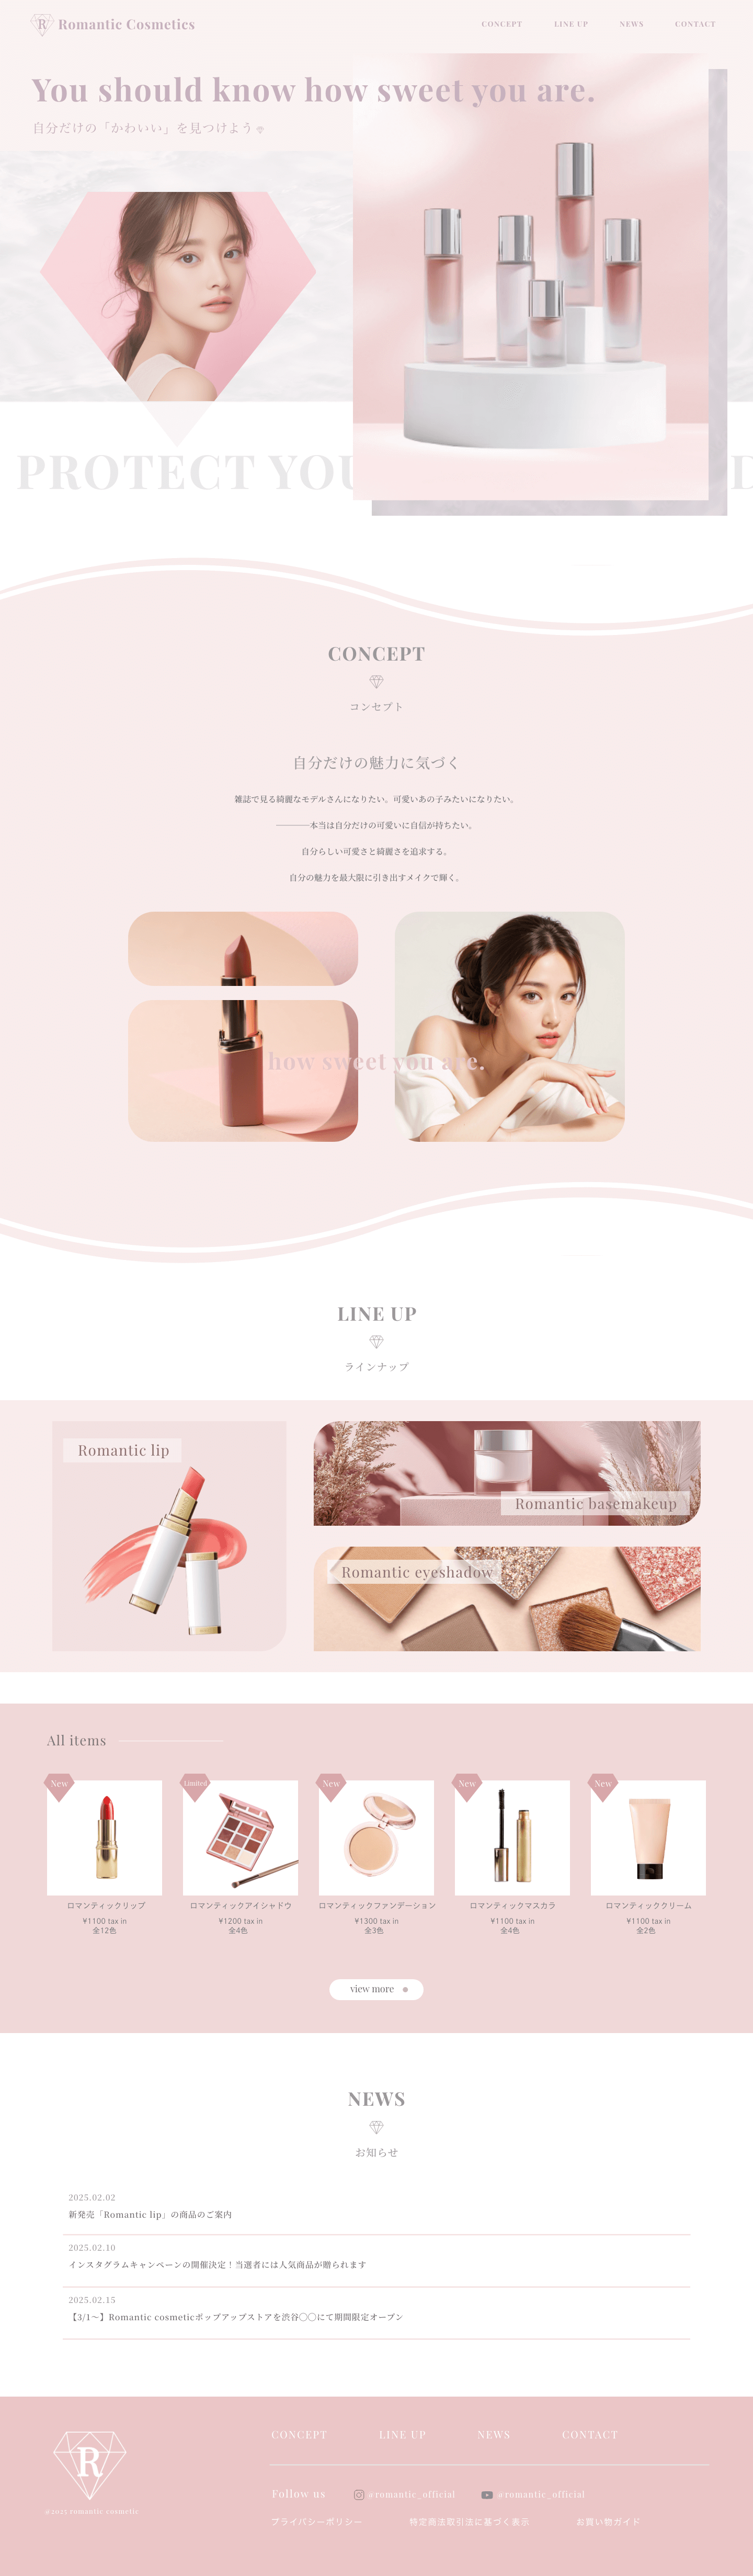 R Romantic Cosmetics
CONCEPT LINE UP NEWS CONTACT
You should know how sweet you are.
自分だけの「かわいい」を見つけよう
PROTECT YOU
CONCEPT
コンセプト
自分だけの魅力に気づく
雑誌で見る綺麗なモデルさんになりたい。可愛いあの子みたいになりたい。
――――本当は自分だけの可愛いに自信が持ちたい。
自分らしい可愛さと綺麗さを追求する。
自分の魅力を最大限に引き出すメイクで輝く。
how sweet you are.
LINE UP
ラインナップ
Romantic lip
Romantic basemakeup
Romantic eyeshadow
All items
New
Limited
New
New
New
ロマンティックリップ
¥1100 tax in
全12色
ロマンティックアイシャドウ
¥1200 tax in
全4色
ロマンティックファンデーション
¥1300 tax in
全3色
ロマンティックマスカラ
¥1100 tax in
全4色
ロマンティッククリーム
¥1100 tax in
全2色
view more
NEWS
お知らせ
2025.02.02
新発売「Romantic lip」の商品のご案内
2025.02.10
インスタグラムキャンペーンの開催決定！当選者には人気商品が贈られます
2025.02.15
【3/1〜】Romantic cosmeticポップアップストアを渋谷〇〇にて期間限定オープン
R
@2025 romantic cosmetic
CONCEPT LINE UP NEWS CONTACT
Follow us @romantic_official @romantic_official
プライバシーポリシー 特定商法取引法に基づく表示 お買い物ガイド